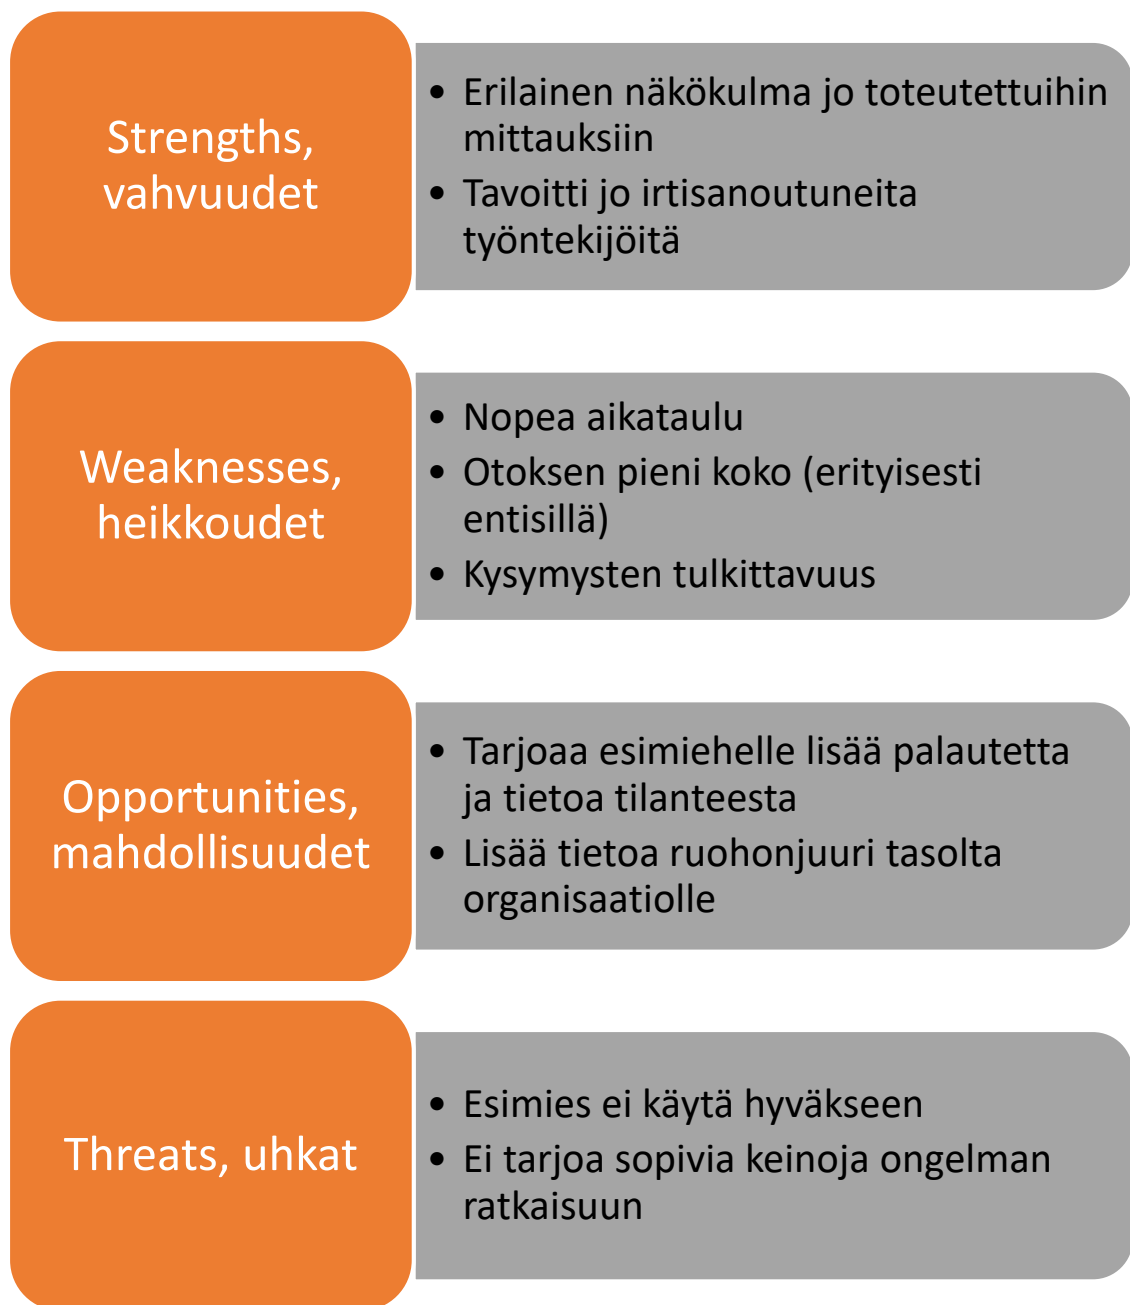 Strengths,
vahvuudet
• Erilainen näkökulma jo toteutettuihin
mittauksiin
• Tavoitti jo irtisanoutuneita
työntekijöitä
Weaknesses,
heikkoudet
• Nopea aikataulu
• Otoksen pieni koko (erityisesti
entisillä)
• Kysymysten tulkittavuus
Opportunities,
mahdollisuudet
• Tarjoaa esimiehelle lisää palautetta
ja tietoa tilanteesta
• Lisää tietoa ruohonjuuri tasolta
organisaatiolle
Threats, uhkat
• Esimies ei käytä hyväkseen
• Ei tarjoa sopivia keinoja ongelman
ratkaisuun